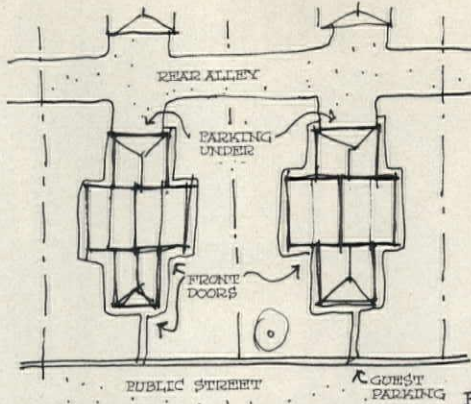 REAR ALLEY
PARKING
UNDER
FRONT
DOORS
PUBLIC STREET
GUEST
PARKING